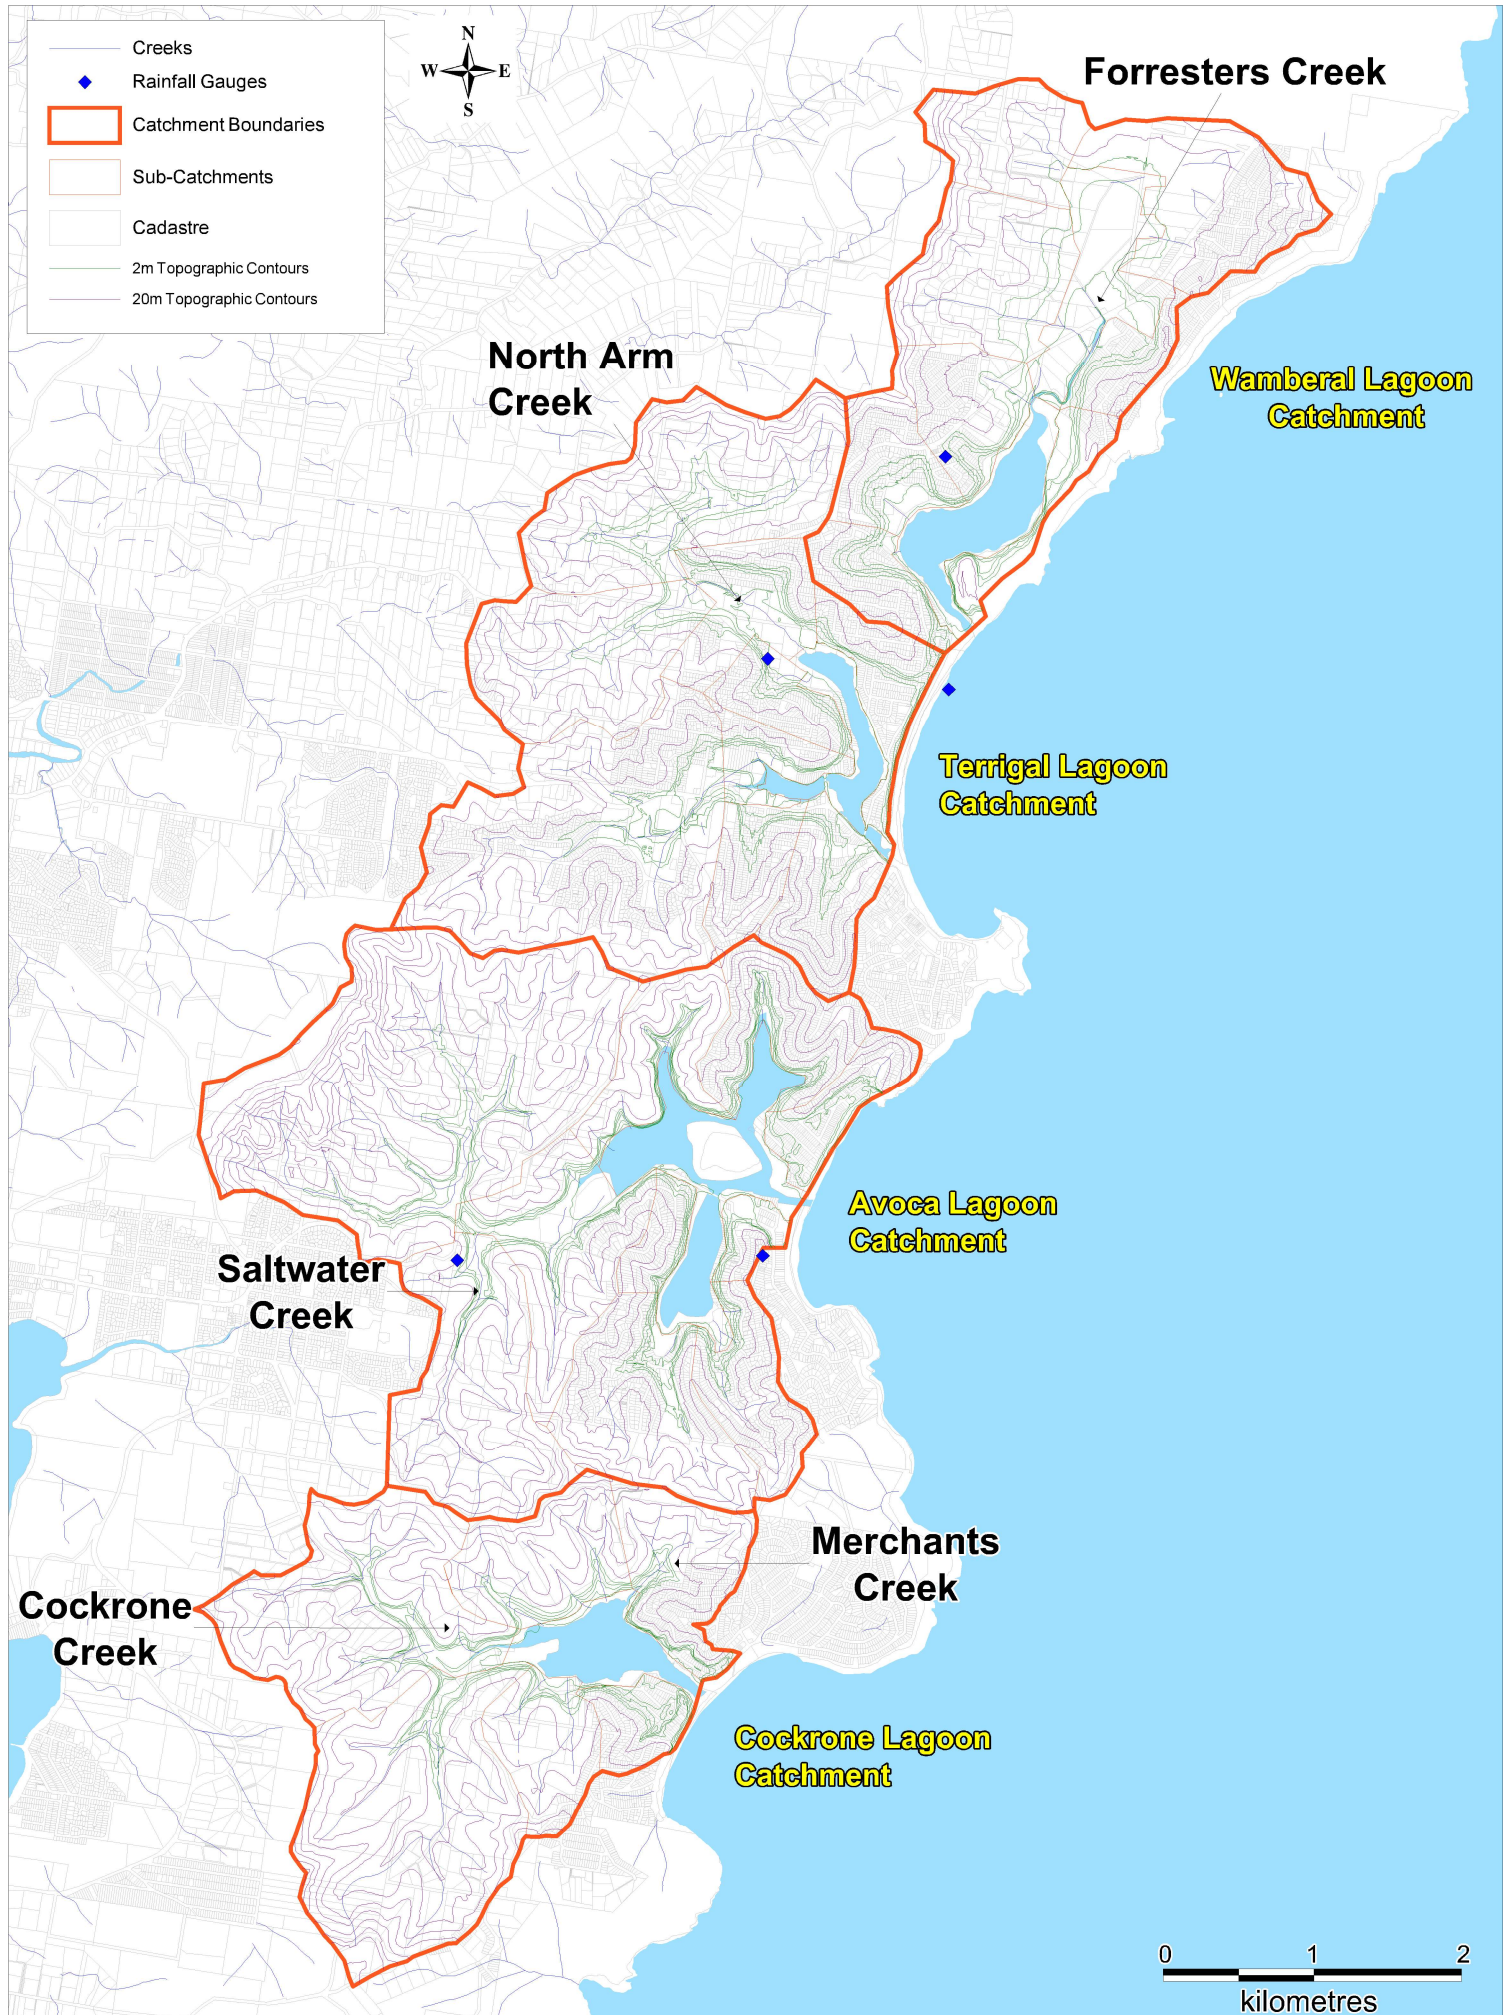 Creeks
Rainfall Gauges
Catchment Boundaries
Sub-Catchments
Cadastre
2m Topographic Contours
20m Topographic Contours
N
W E
S
Forresters Creek
North Arm
Creek
Wamberal Lagoon
Catchment
Terrigal Lagoon
Catchment
Avoca Lagoon
Catchment
Saltwater
Creek
Merchants
Creek
Cockrone
Creek
Cockrone Lagoon
Catchment
0 1 2
kilometres